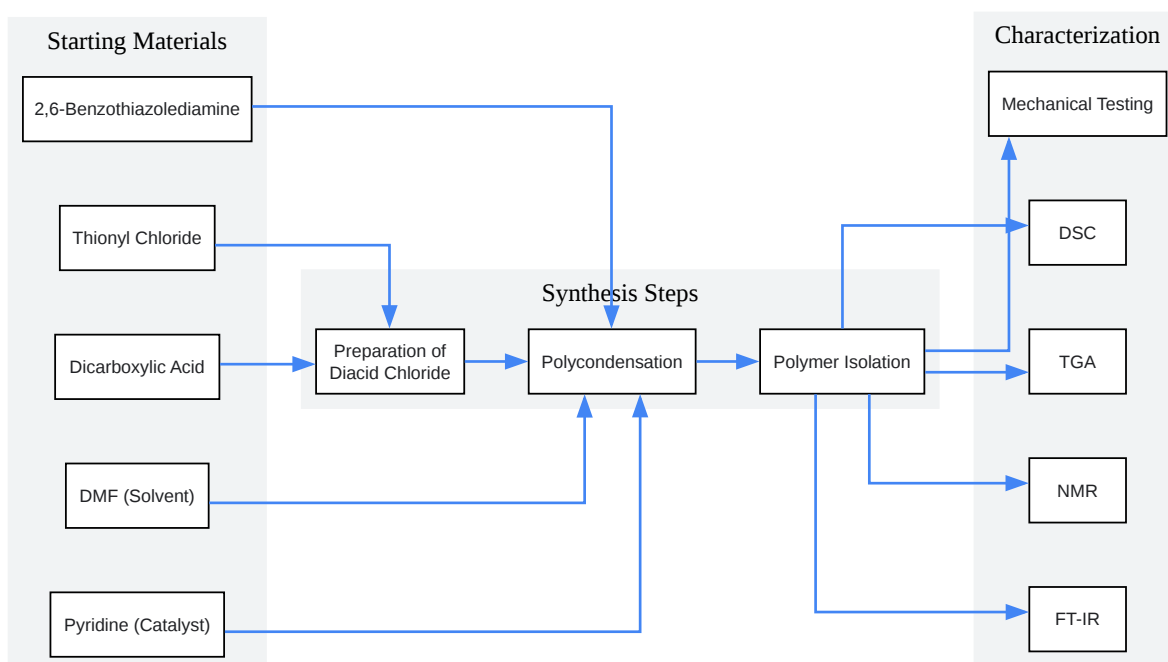 Starting Materials
2,6-Benzothiazolediamine
Thionyl Chloride
Dicarboxylic Acid
DMF (Solvent)
Pyridine (Catalyst)
Synthesis Steps
Preparation of
Diacid Chloride
Polycondensation
Polymer Isolation
Characterization
Mechanical Testing
DSC
TGA
NMR
FT-IR